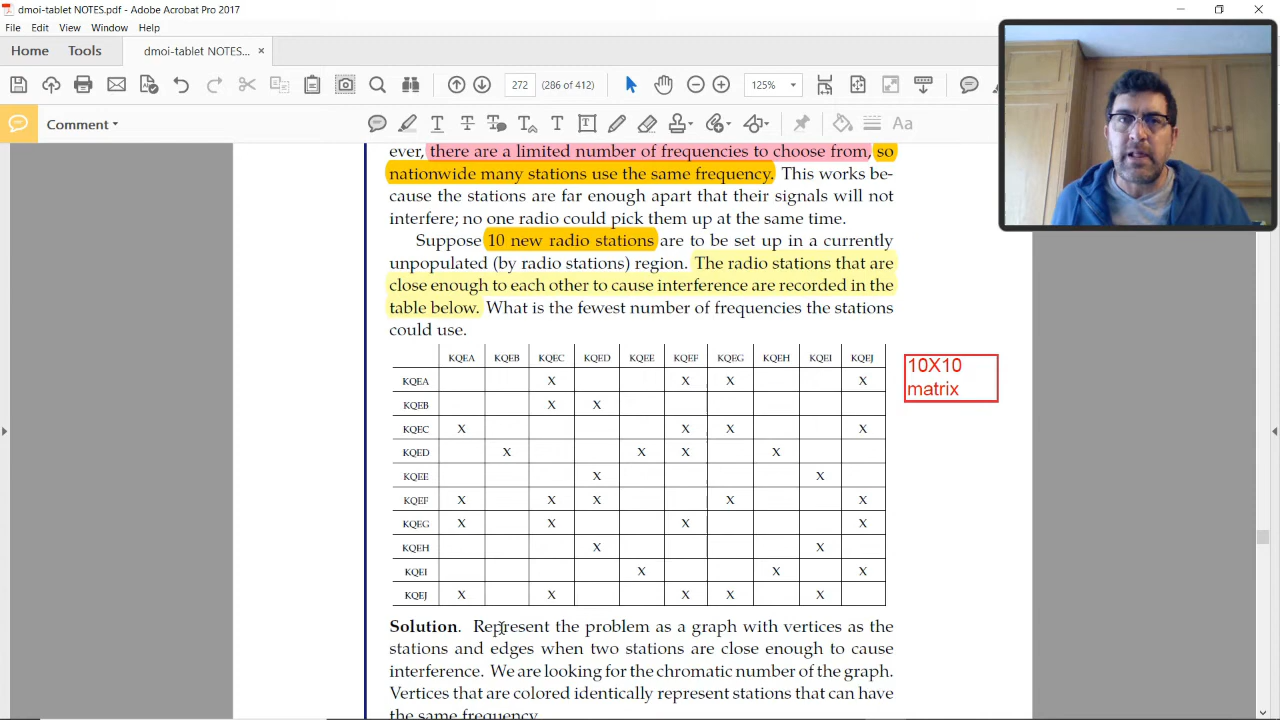 dmoi-tablet NOTES.pdf - Adobe Acrobat Pro 2017
File Edit View Window Help
Home Tools dmoi-tablet NOTES... ×
272 (286 of 412) 125%
Comment
ever, there are a limited number of frequencies to choose from, so
nationwide many stations use the same frequency. This works be-
cause the stations are far enough apart that their signals will not
interfere; no one radio could pick them up at the same time.
Suppose 10 new radio stations are to be set up in a currently
unpopulated (by radio stations) region. The radio stations that are
close enough to each other to cause interference are recorded in the
table below. What is the fewest number of frequencies the stations
could use.
KQEA KQEB KQEC KQED KQEE KQEF KQEG KQEH KQEI KQEJ
KQEA X X X X
KQEB X X
KQEC X X X X
KQED X X X X
KQEE X X
KQEF X X X X X
KQEG X X X X
KQEH X X
KQEI X X X
KQEJ X X X X X
10X10
matrix
Solution. Represent the problem as a graph with vertices as the
stations and edges when two stations are close enough to cause
interference. We are looking for the chromatic number of the graph.
Vertices that are colored identically represent stations that can have
the same frequency.